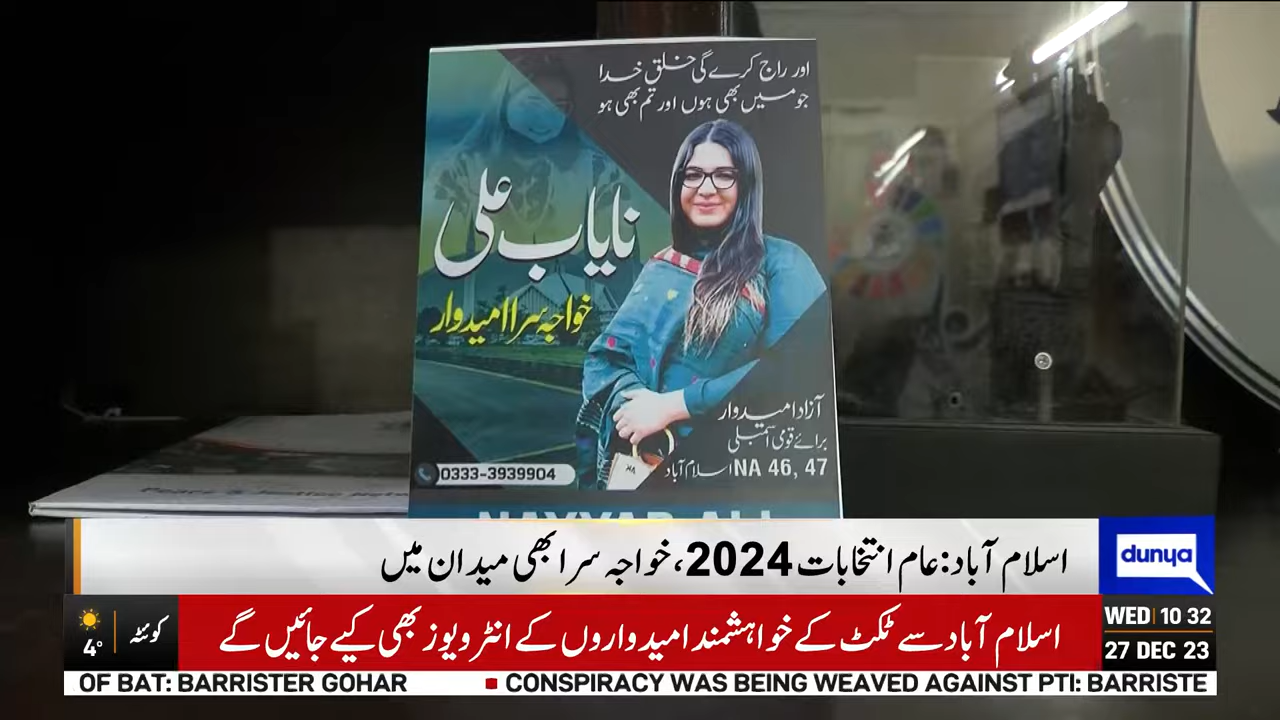 اور راج کرے گی خلق خدا
جو میں بھی ہوں اور تم بھی ہو
نایاب علی
خواجہ سرا امیدوار
آزاد امیدوار
برائے قومی اسمبلی
NA 46, 47 اسلام آباد
0333-3939904
NAYYAB ALI
اسلام آباد: عام انتخابات 2024، خواجہ سرا بھی میدان میں
dunya
اسلام آباد سے ٹکٹ کے خواہشمند امیدواروں کے انٹرویوز بھی کیے جائیں گے
کوئٹہ
4°
WED 10 32
27 DEC 23
OF BAT: BARRISTER GOHAR ■ CONSPIRACY WAS BEING WEAVED AGAINST PTI: BARRISTE